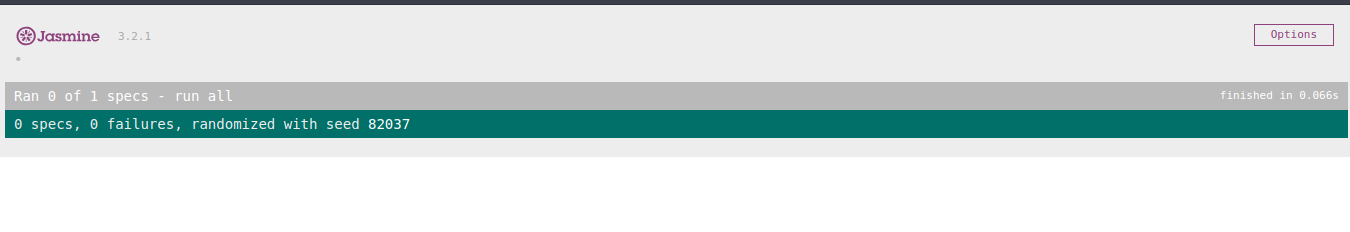 Jasmine 3.2.1 Options
•
Ran 0 of 1 specs - run all finished in 0.066s
0 specs, 0 failures, randomized with seed 82037